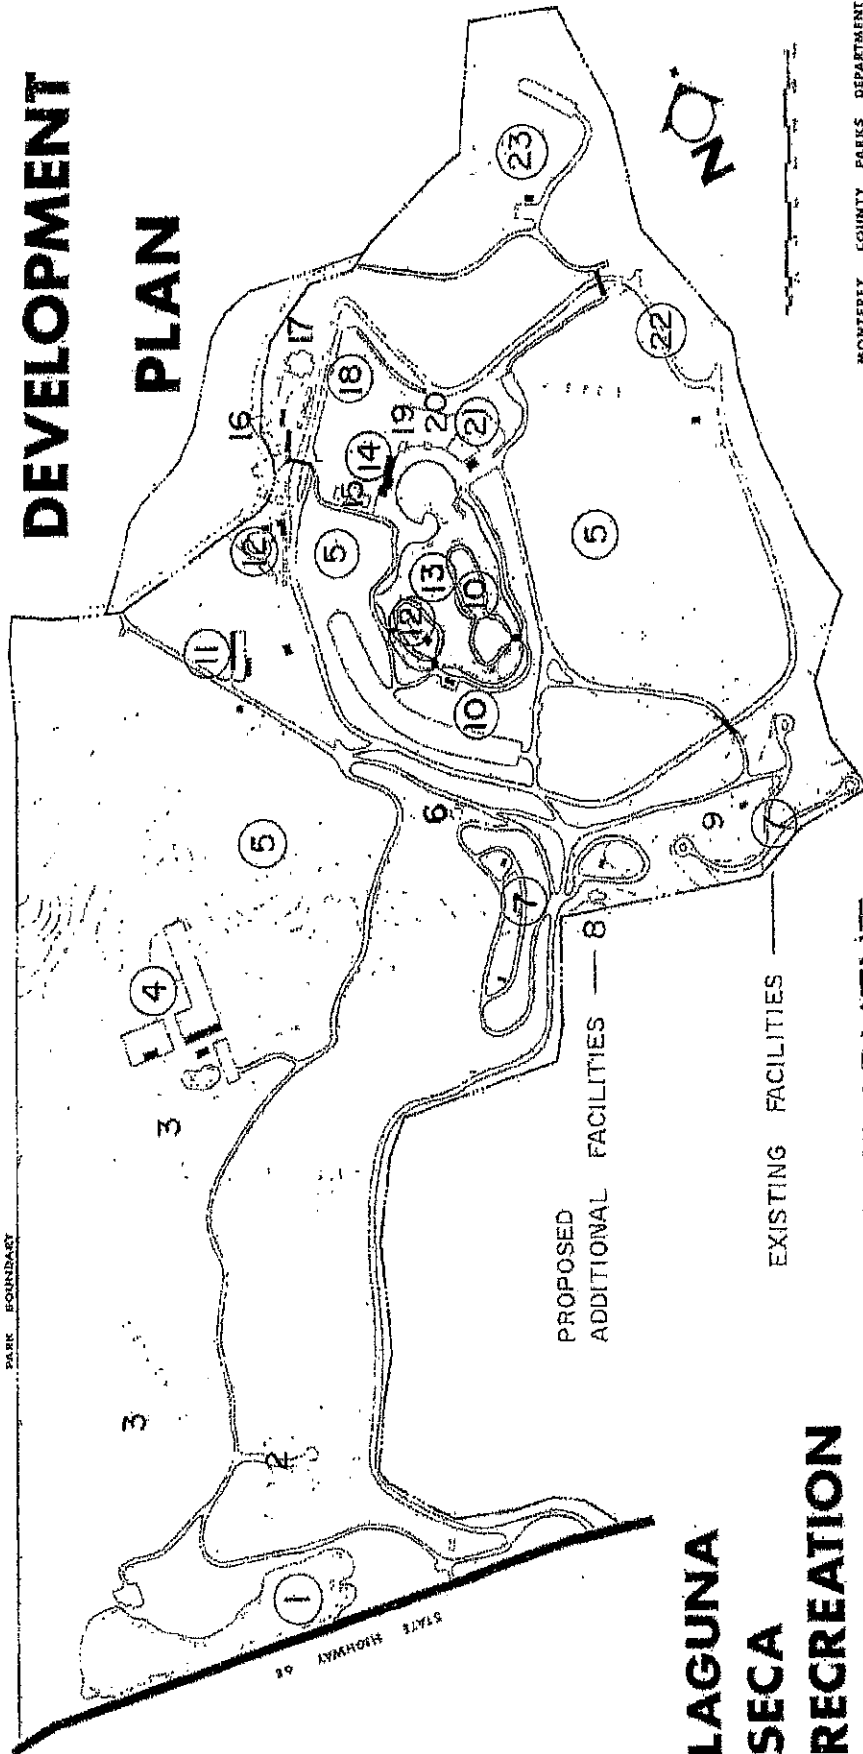 DEVELOPMENT
PLAN
PARK BOUNDARY
STATE HIGHWAY 68
1
2
3
3
4
5
6
7
8
9
7
5
5
10
10
11
12
12
13
14
15
16
17
18
19
20
21
22
23
N
PROPOSED
ADDITIONAL FACILITIES — 8
EXISTING FACILITIES —
LAGUNA
SECA
RECREATION
MONTEREY COUNTY PARKS DEPARTMENT